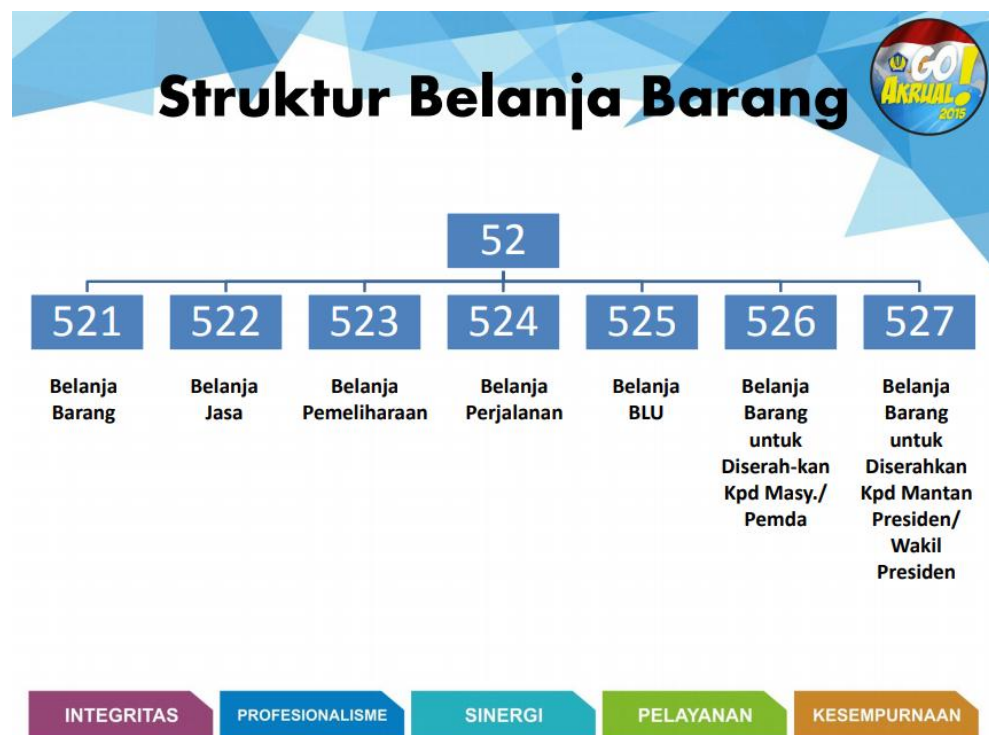 Struktur Belanja Barang
GO!
AKRUAL
2015
52
521
522
523
524
525
526
527
Belanja
Barang
Belanja
Jasa
Belanja
Pemeliharaan
Belanja
Perjalanan
Belanja
BLU
Belanja
Barang
untuk
Diserah-kan
Kpd Masy./
Pemda
Belanja
Barang
untuk
Diserahkan
Kpd Mantan
Presiden/
Wakil
Presiden
INTEGRITAS
PROFESIONALISME
SINERGI
PELAYANAN
KESEMPURNAAN